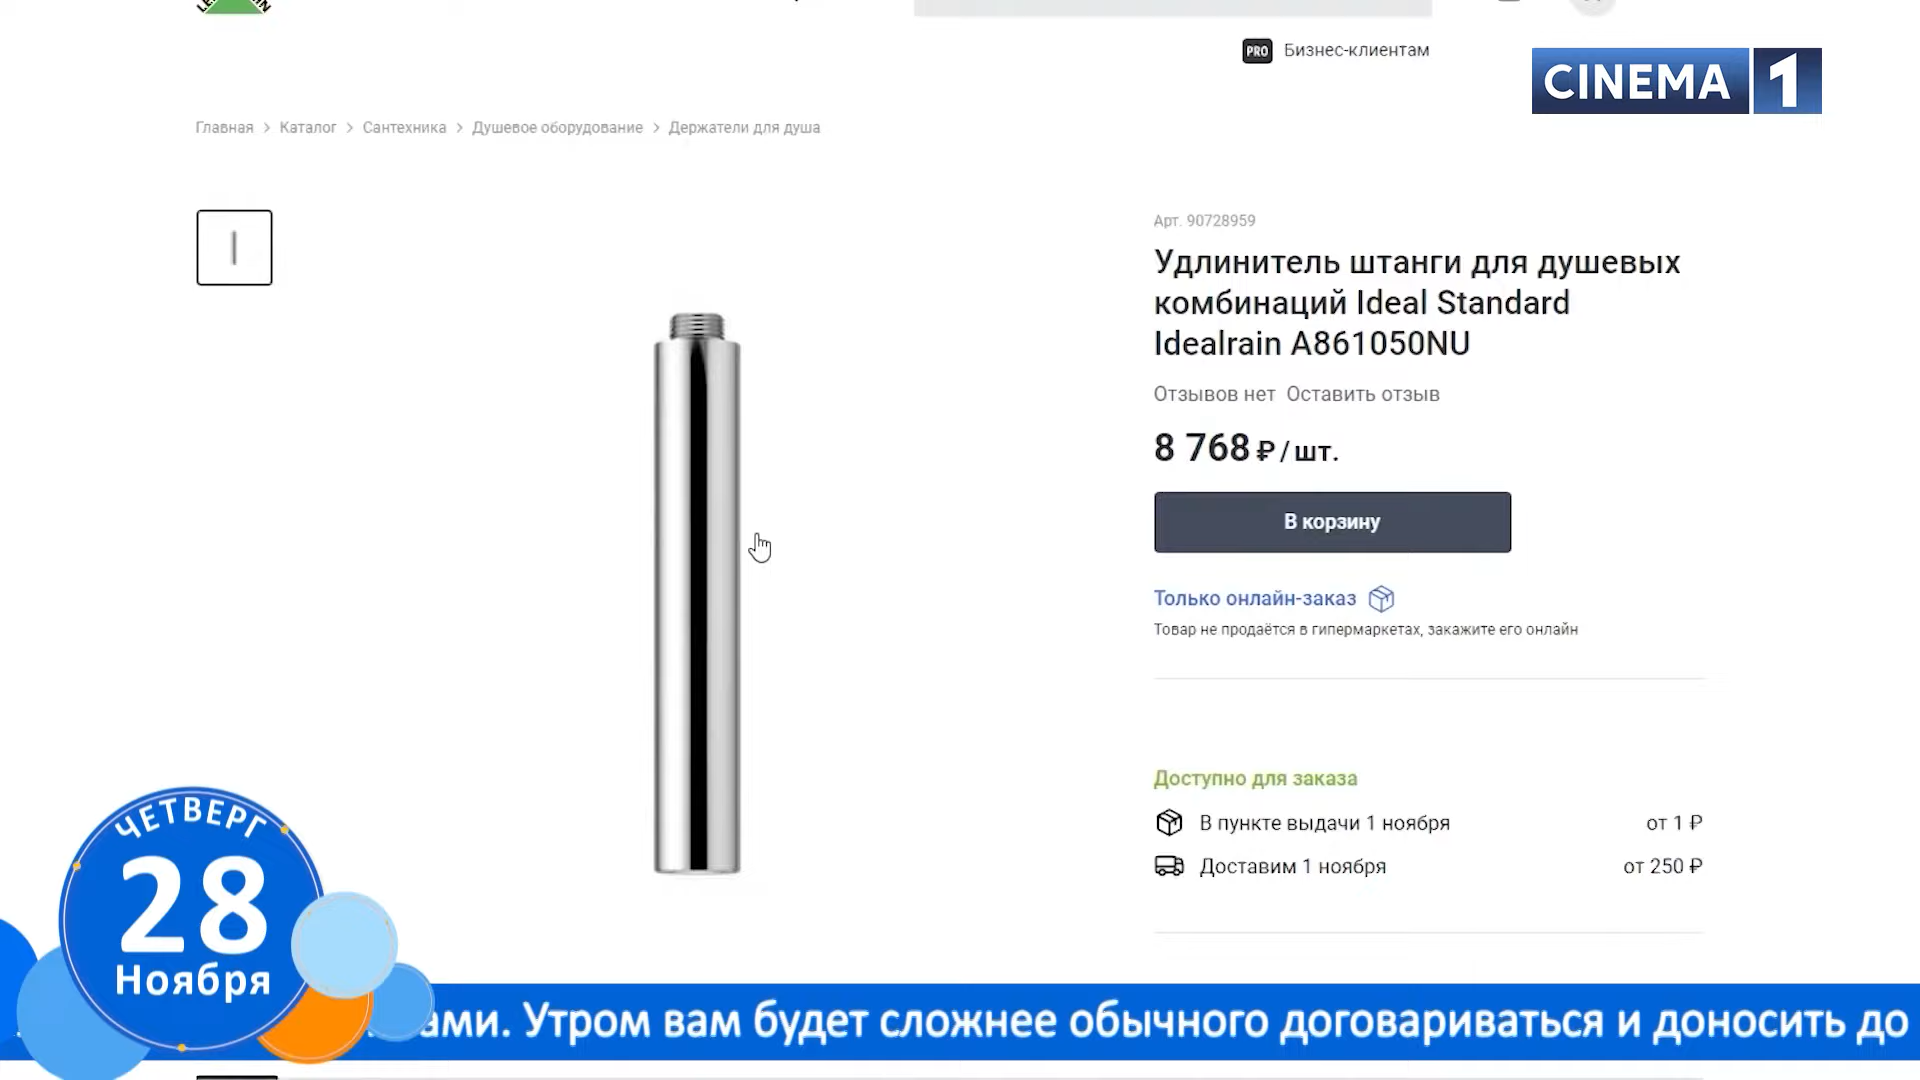 PRO Бизнес-клиентам
CINEMA 1
Главная > Каталог > Сантехника > Душевое оборудование > Держатели для душа
Арт. 90728959
Удлинитель штанги для душевых
комбинаций Ideal Standard
Idealrain A861050NU
Отзывов нет Оставить отзыв
8 768 ₽ / шт.
В корзину
Только онлайн-заказ
Товар не продаётся в гипермаркетах, закажите его онлайн
Доступно для заказа
В пункте выдачи 1 ноября от 1 ₽
Доставим 1 ноября от 250 ₽
ЧЕТВЕРГ
28
Ноября
ами. Утром вам будет сложнее обычного договариваться и доносить до